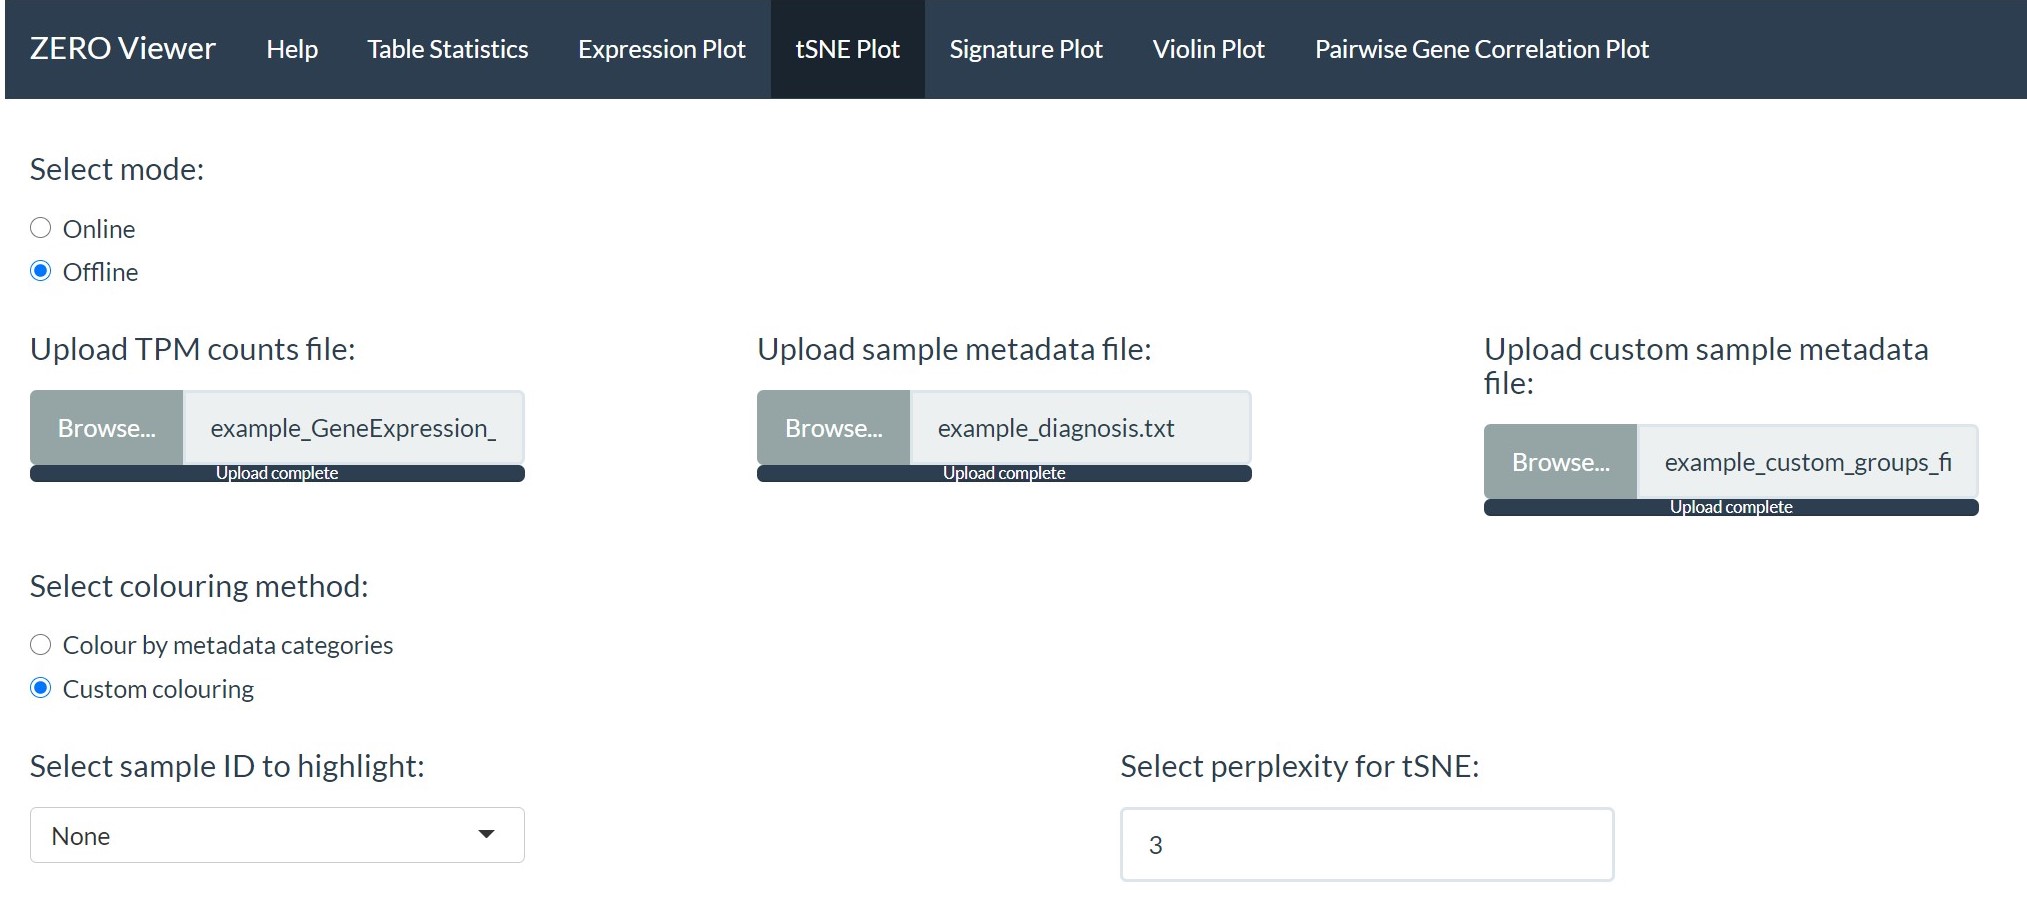 ZERO Viewer Help Table Statistics Expression Plot tSNE Plot Signature Plot Violin Plot Pairwise Gene Correlation Plot
Select mode:
Online
Offline
Upload TPM counts file:
Browse... example_GeneExpression_
Upload complete
Upload sample metadata file:
Browse... example_diagnosis.txt
Upload complete
Upload custom sample metadata
file:
Browse... example_custom_groups_fi
Upload complete
Select colouring method:
Colour by metadata categories
Custom colouring
Select sample ID to highlight:
None
Select perplexity for tSNE:
3